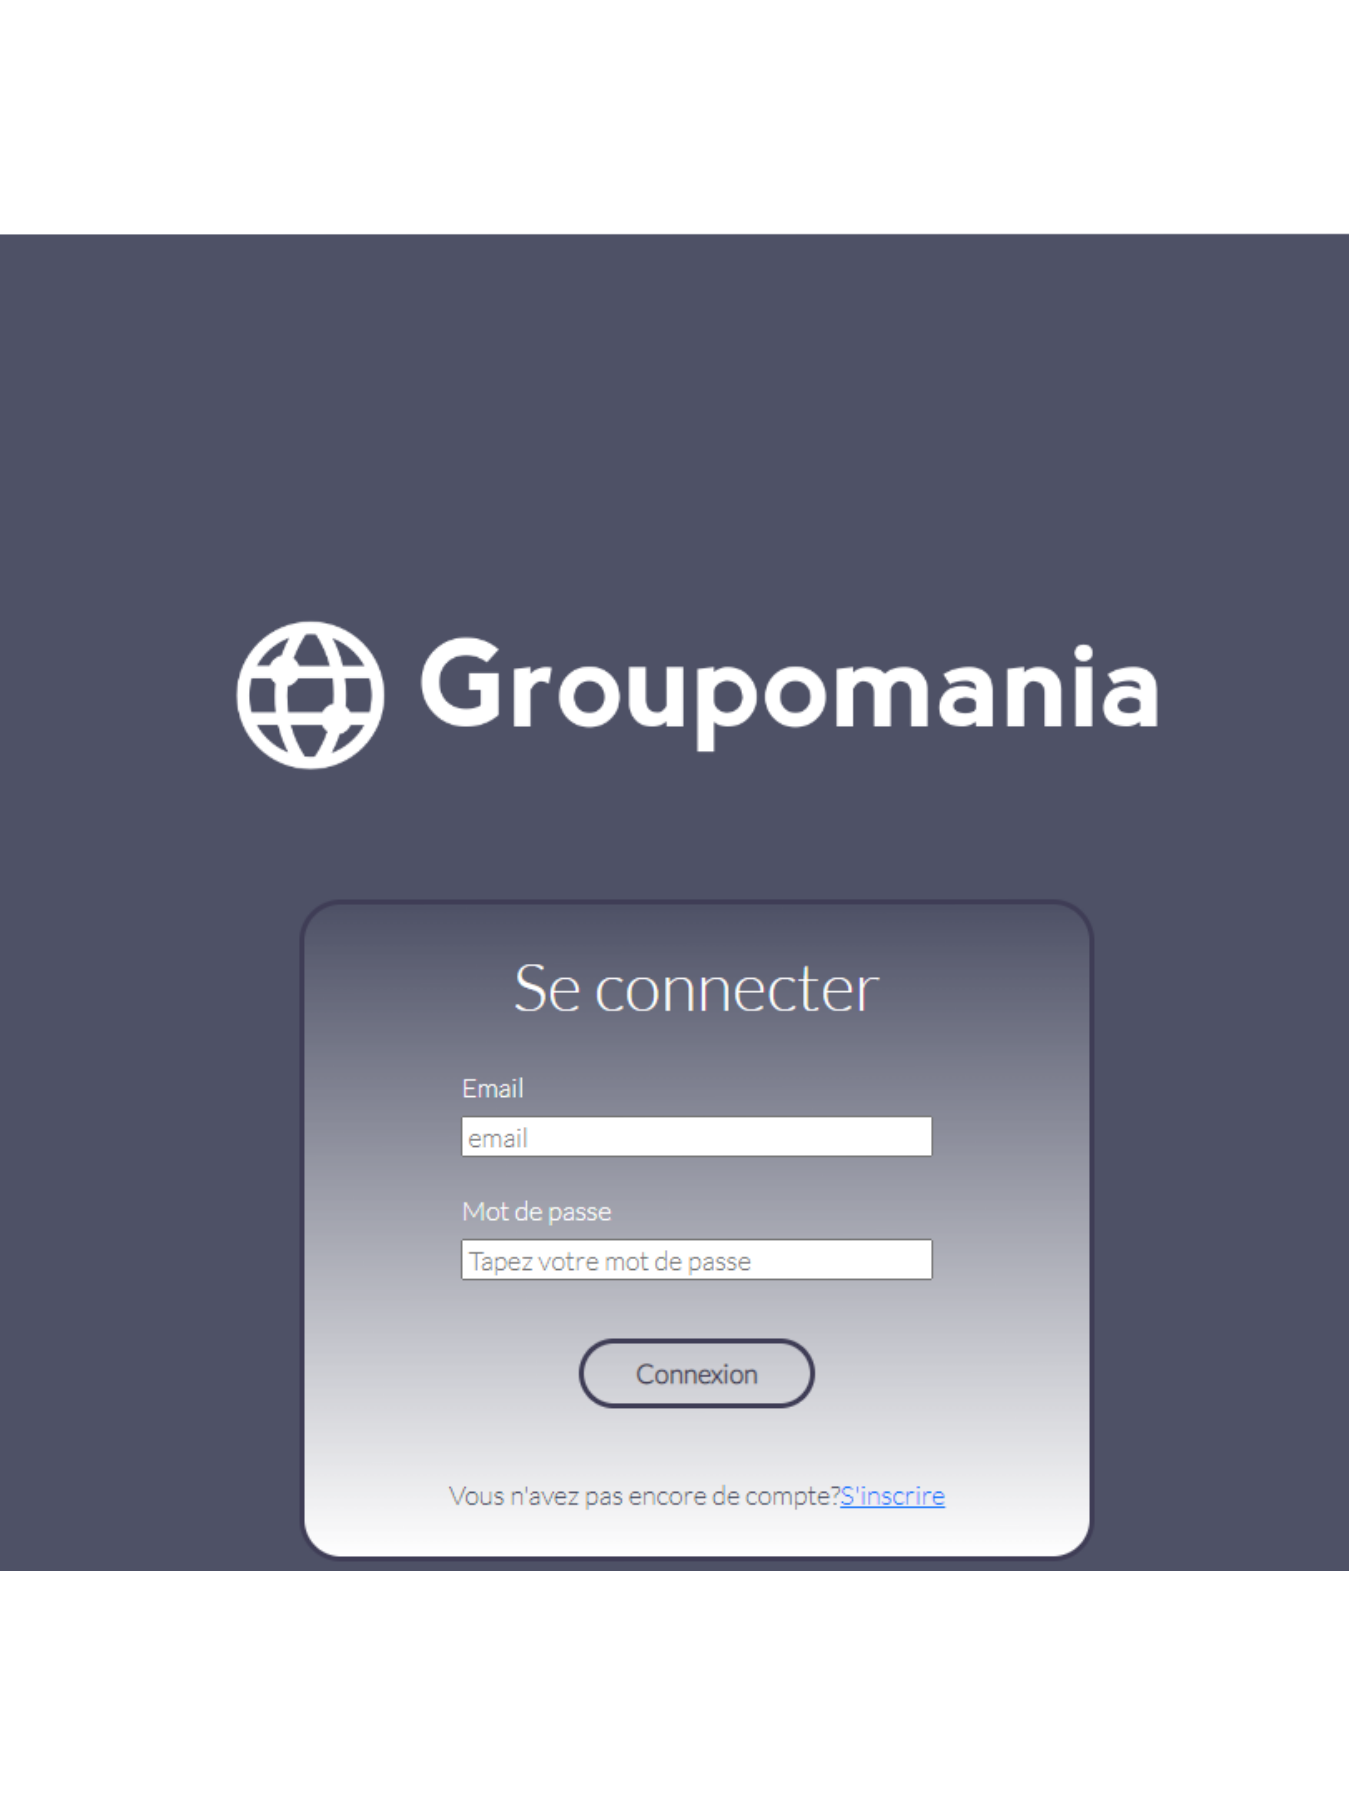 Groupomania
Se connecter
Email
email
Mot de passe
Tapez votre mot de passe
Connexion
Vous n'avez pas encore de compte?S'inscrire